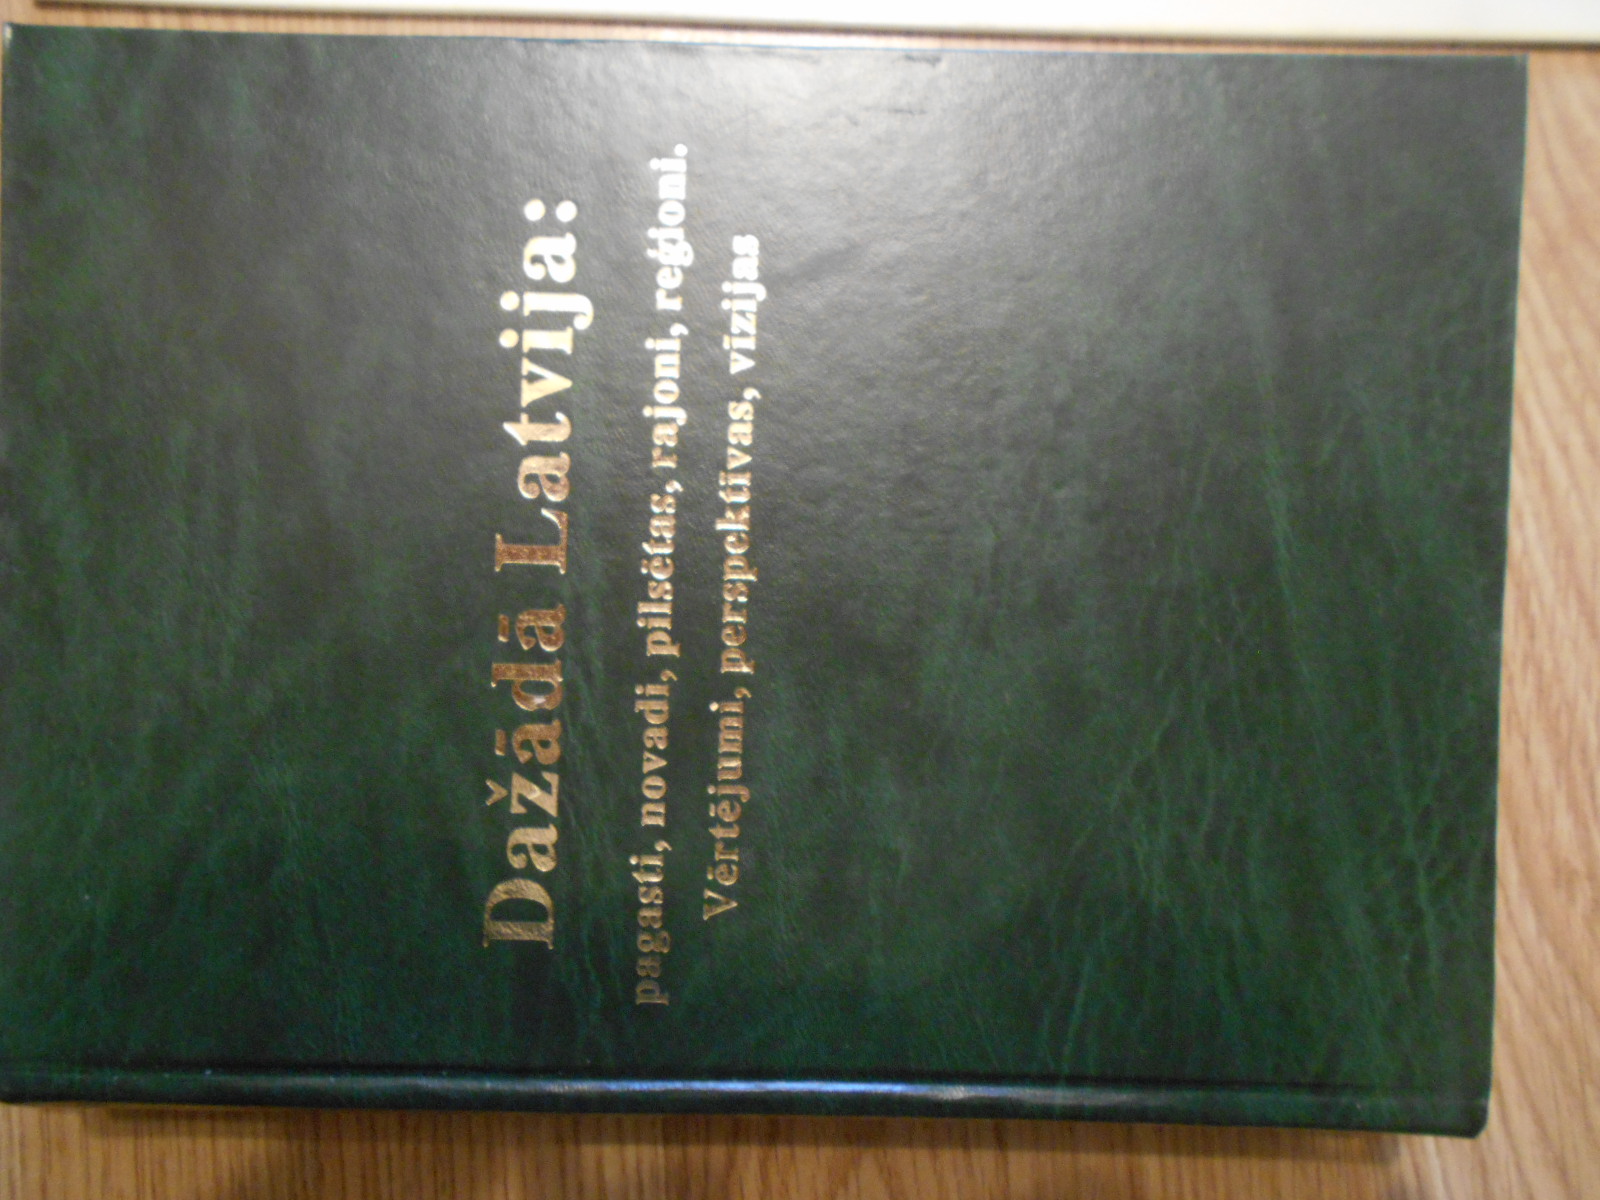 Dažādā Latvija:
pagasti, novadi, pilsētas, rajoni, reģioni.
Vērtējumi, perspektīvas, vīzijas